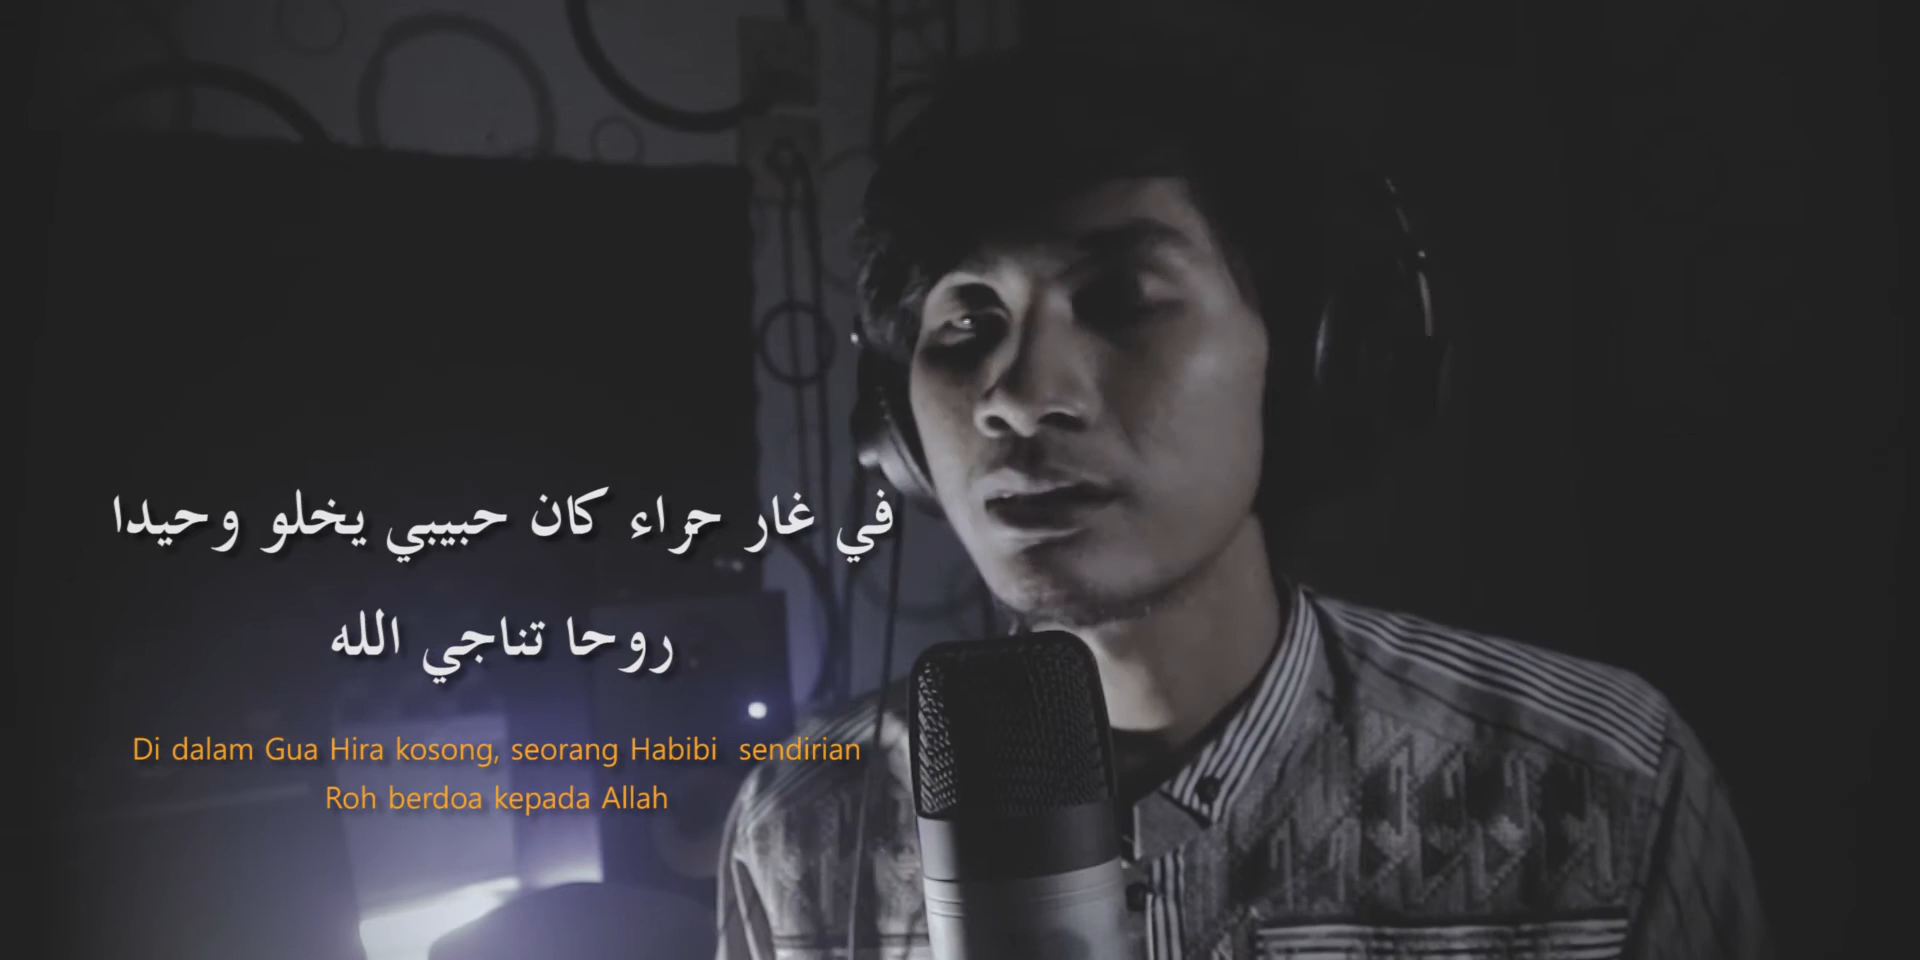 في غار حراء كان حبيبي يخلو وحيدا
روحا تناجي الله
Di dalam Gua Hira kosong, seorang Habibi sendirian
Roh berdoa kepada Allah